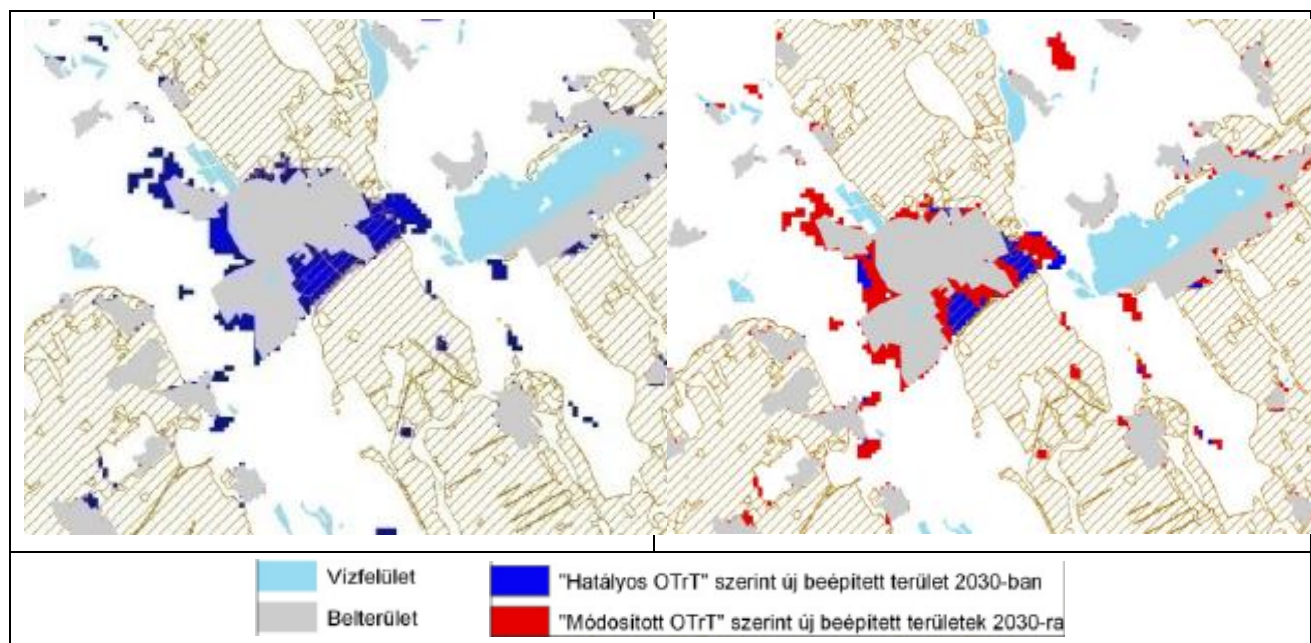 Vízfelület
Belterület
"Hatályos OTrT" szerint új beépített terület 2030-ban
"Módosított OTrT" szerint új beépített területek 2030-ra